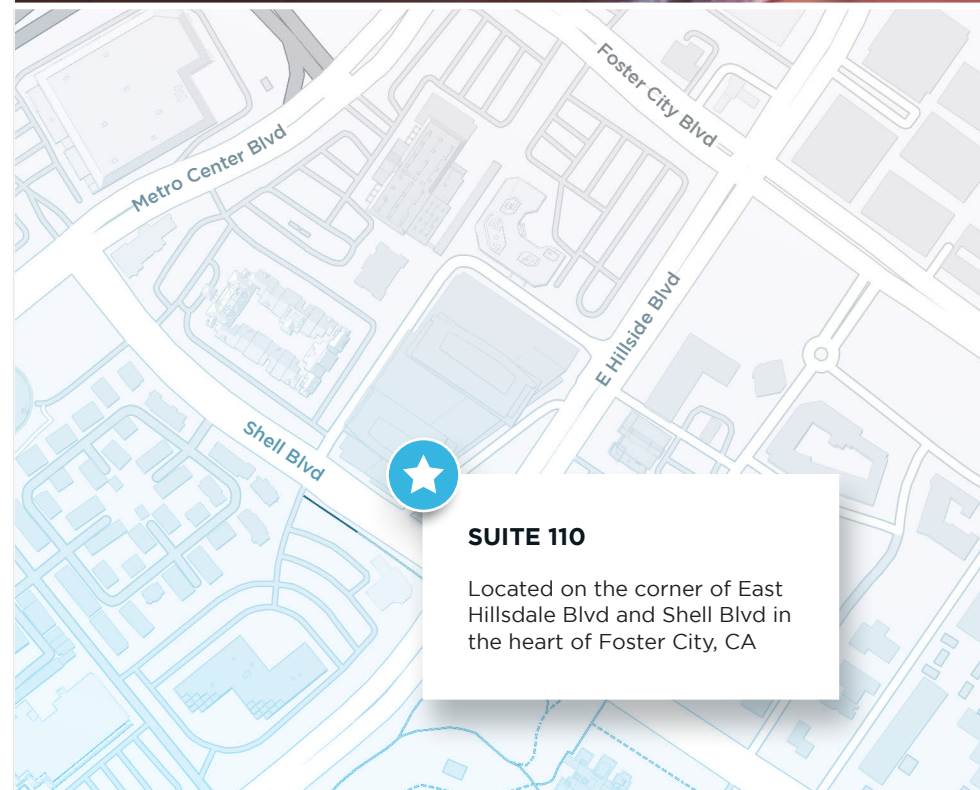 Foster City Blvd
Metro Center Blvd
E Hillside Blvd
Shell Blvd
SUITE 110
Located on the corner of East
Hillsdale Blvd and Shell Blvd in
the heart of Foster City, CA